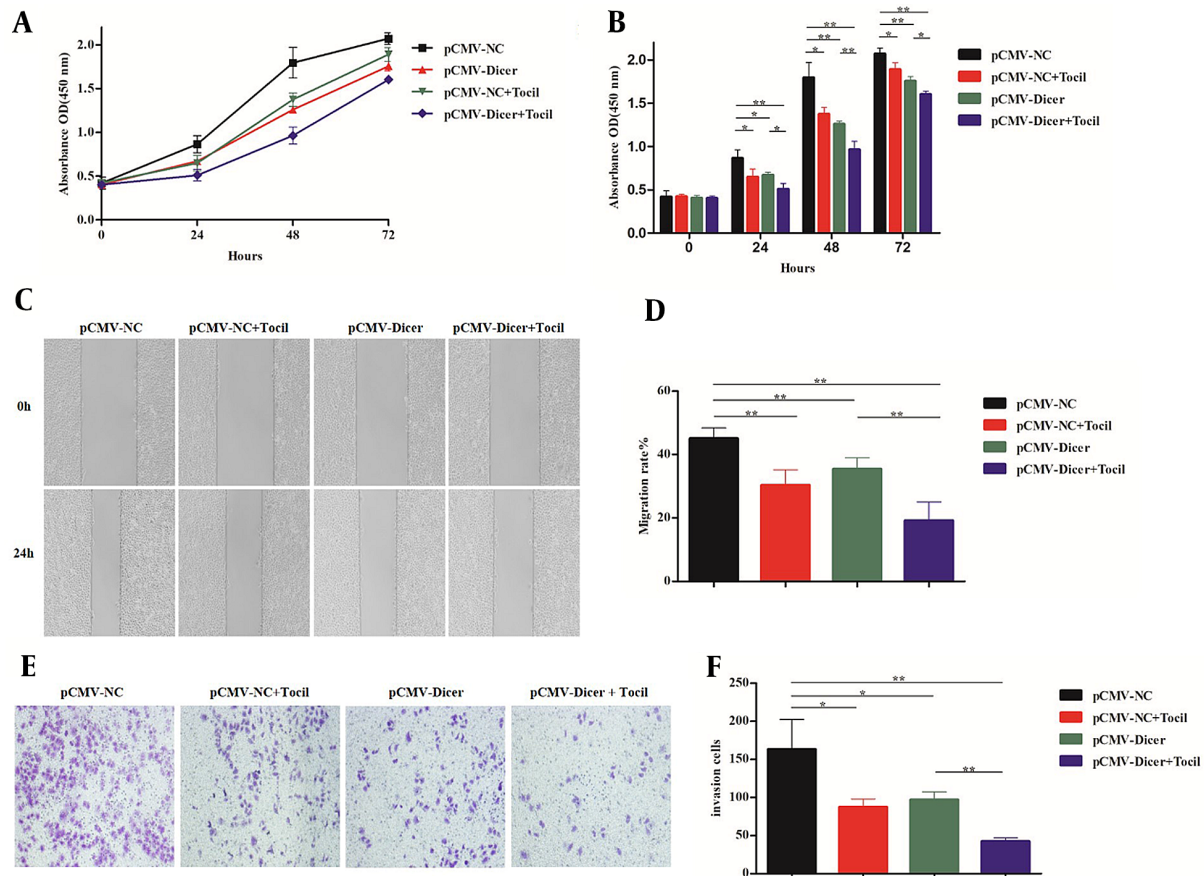 A
Absorbance OD(450 nm)
2.0
1.5
1.0
0.5
0.0
0 24 48 72
Hours
pCMV-NC
pCMV-Dicer
pCMV-NC+Tocil
pCMV-Dicer+Tocil
B
Absorbance OD(450 nm)
2.0
1.5
1.0
0.5
0.0
** * * *
** ** * **
** ** * *
0 24 48 72
Hours
pCMV-NC
pCMV-NC+Tocil
pCMV-Dicer
pCMV-Dicer+Tocil
C
pCMV-NC pCMV-NC+Tocil pCMV-Dicer pCMV-Dicer+Tocil
0h
24h
D
Migration rate%
60
40
20
0
**
**
** **
pCMV-NC
pCMV-NC+Tocil
pCMV-Dicer
pCMV-Dicer+Tocil
E
pCMV-NC pCMV-NC+Tocil pCMV-Dicer pCMV-Dicer + Tocil
F
invasion cells
250
200
150
100
50
0
**
*
*
**
pCMV-NC
pCMV-NC+Tocil
pCMV-Dicer
pCMV-Dicer+Tocil